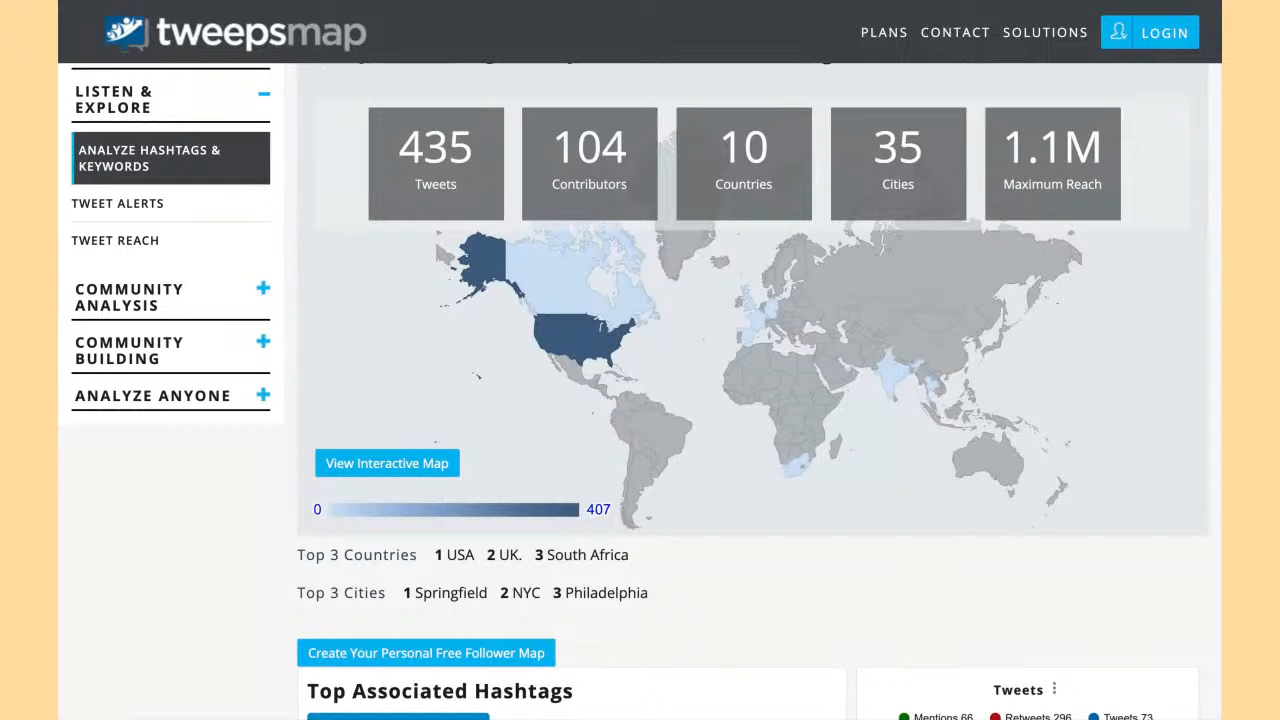 tweepsmap
PLANS CONTACT SOLUTIONS LOGIN
LISTEN &
EXPLORE
ANALYZE HASHTAGS &
KEYWORDS
TWEET ALERTS
TWEET REACH
COMMUNITY
ANALYSIS
COMMUNITY
BUILDING
ANALYZE ANYONE
435
Tweets
104
Contributors
10
Countries
35
Cities
1.1M
Maximum Reach
View Interactive Map
0 407
Top 3 Countries 1 USA 2 UK. 3 South Africa
Top 3 Cities 1 Springfield 2 NYC 3 Philadelphia
Create Your Personal Free Follower Map
Top Associated Hashtags
Tweets
Mentions 66 Retweets 296 Tweets 73